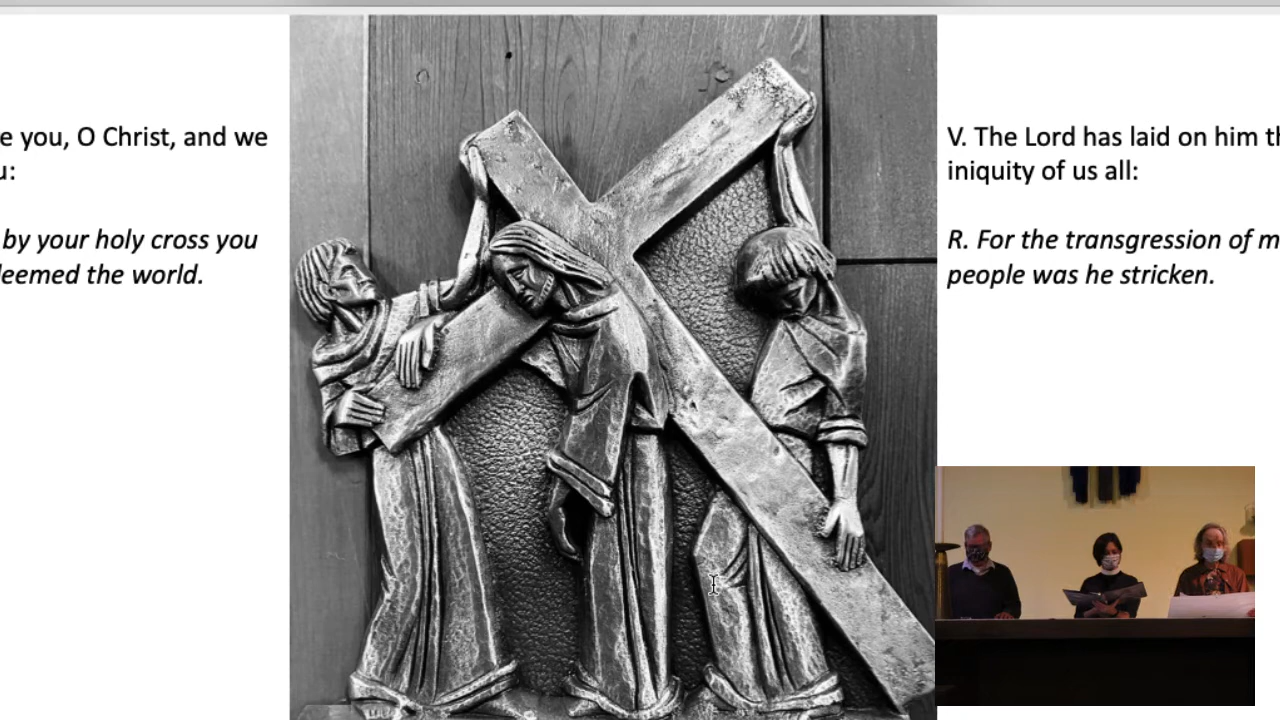 e you, O Christ, and we
u:
by your holy cross you
deemed the world.
V. The Lord has laid on him th
iniquity of us all:
R. For the transgression of m
people was he stricken.